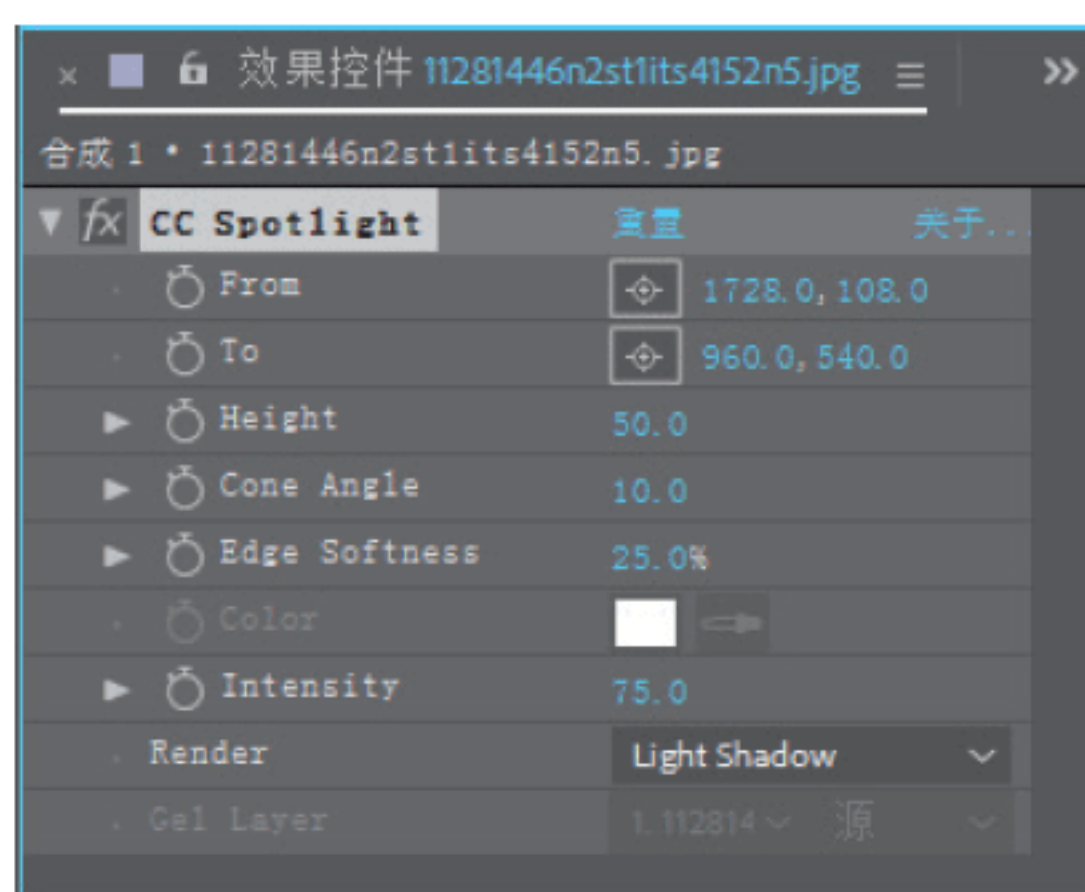 效果控件 11281446n2st1its4152n5.jpg
合成 1 • 11281446n2st1its4152n5.jpg
fx CC Spotlight 重置 关于...
From 1728.0,108.0
To 960.0,540.0
Height 50.0
Cone Angle 10.0
Edge Softness 25.0%
Color
Intensity 75.0
Render Light Shadow
Gel Layer 1. 112814 源